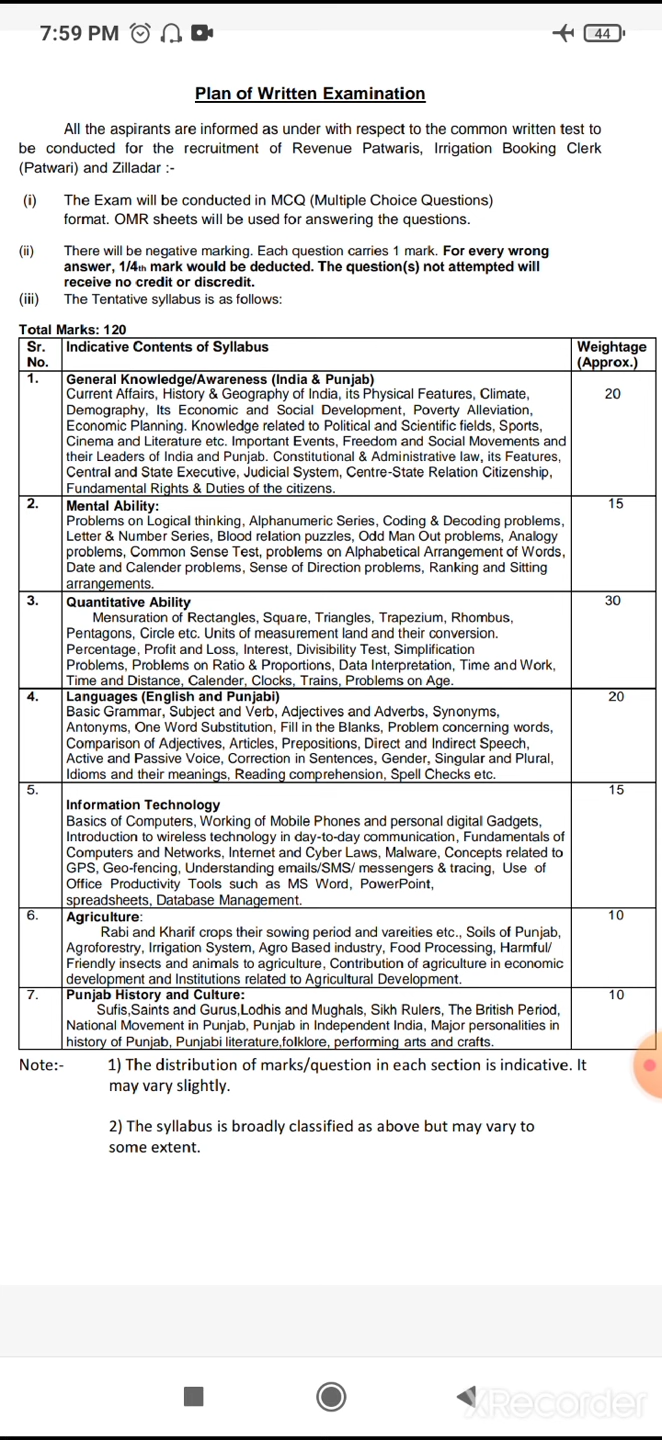 7:59 PM
44
Plan of Written Examination
All the aspirants are informed as under with respect to the common written test to
be conducted for the recruitment of Revenue Patwaris, Irrigation Booking Clerk
(Patwari) and Zilladar :-
(i) The Exam will be conducted in MCQ (Multiple Choice Questions)
format. OMR sheets will be used for answering the questions.
(ii) There will be negative marking. Each question carries 1 mark. For every wrong
answer, 1/4th mark would be deducted. The question(s) not attempted will
receive no credit or discredit.
(iii) The Tentative syllabus is as follows:
Total Marks: 120
Sr. Indicative Contents of Syllabus Weightage
No. (Approx.)
1. General Knowledge/Awareness (India & Punjab)
Current Affairs, History & Geography of India, its Physical Features, Climate, 20
Demography, Its Economic and Social Development, Poverty Alleviation,
Economic Planning. Knowledge related to Political and Scientific fields, Sports,
Cinema and Literature etc. Important Events, Freedom and Social Movements and
their Leaders of India and Punjab. Constitutional & Administrative law, its Features,
Central and State Executive, Judicial System, Centre-State Relation Citizenship,
Fundamental Rights & Duties of the citizens.
2. Mental Ability: 15
Problems on Logical thinking, Alphanumeric Series, Coding & Decoding problems,
Letter & Number Series, Blood relation puzzles, Odd Man Out problems, Analogy
problems, Common Sense Test, problems on Alphabetical Arrangement of Words,
Date and Calender problems, Sense of Direction problems, Ranking and Sitting
arrangements.
3. Quantitative Ability 30
Mensuration of Rectangles, Square, Triangles, Trapezium, Rhombus,
Pentagons, Circle etc. Units of measurement land and their conversion.
Percentage, Profit and Loss, Interest, Divisibility Test, Simplification
Problems, Problems on Ratio & Proportions, Data Interpretation, Time and Work,
Time and Distance, Calender, Clocks, Trains, Problems on Age.
4. Languages (English and Punjabi) 20
Basic Grammar, Subject and Verb, Adjectives and Adverbs, Synonyms,
Antonyms, One Word Substitution, Fill in the Blanks, Problem concerning words,
Comparison of Adjectives, Articles, Prepositions, Direct and Indirect Speech,
Active and Passive Voice, Correction in Sentences, Gender, Singular and Plural,
Idioms and their meanings, Reading comprehension, Spell Checks etc.
5. 15
Information Technology
Basics of Computers, Working of Mobile Phones and personal digital Gadgets,
Introduction to wireless technology in day-to-day communication, Fundamentals of
Computers and Networks, Internet and Cyber Laws, Malware, Concepts related to
GPS, Geo-fencing, Understanding emails/SMS/ messengers & tracing, Use of
Office Productivity Tools such as MS Word, PowerPoint,
spreadsheets, Database Management.
6. Agriculture: 10
Rabi and Kharif crops their sowing period and vareities etc., Soils of Punjab,
Agroforestry, Irrigation System, Agro Based industry, Food Processing, Harmful/
Friendly insects and animals to agriculture, Contribution of agriculture in economic
development and Institutions related to Agricultural Development.
7. Punjab History and Culture: 10
Sufis,Saints and Gurus,Lodhis and Mughals, Sikh Rulers, The British Period,
National Movement in Punjab, Punjab in Independent India, Major personalities in
history of Punjab, Punjabi literature,folklore, performing arts and crafts.
Note:- 1) The distribution of marks/question in each section is indicative. It
may vary slightly.
2) The syllabus is broadly classified as above but may vary to
some extent.
XRecorder